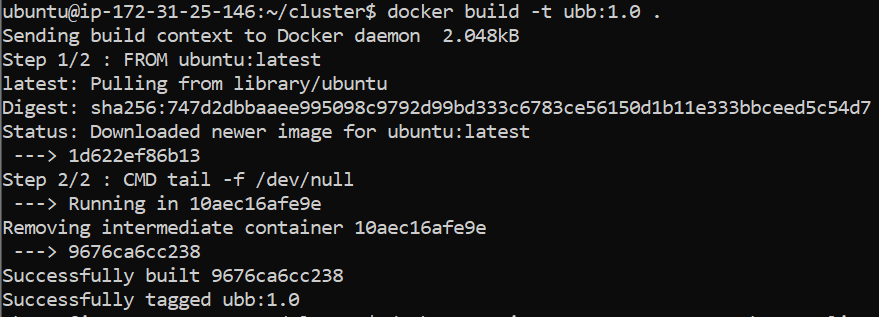 ubuntu@ip-172-31-25-146:~/cluster$ docker build -t ubb:1.0 .
Sending build context to Docker daemon  2.048kB
Step 1/2 : FROM ubuntu:latest
latest: Pulling from library/ubuntu
Digest: sha256:747d2dbbaaee995098c9792d99bd333c6783ce56150d1b11e333bbceed5c54d7
Status: Downloaded newer image for ubuntu:latest
 ---> 1d622ef86b13
Step 2/2 : CMD tail -f /dev/null
 ---> Running in 10aec16afe9e
Removing intermediate container 10aec16afe9e
 ---> 9676ca6cc238
Successfully built 9676ca6cc238
Successfully tagged ubb:1.0